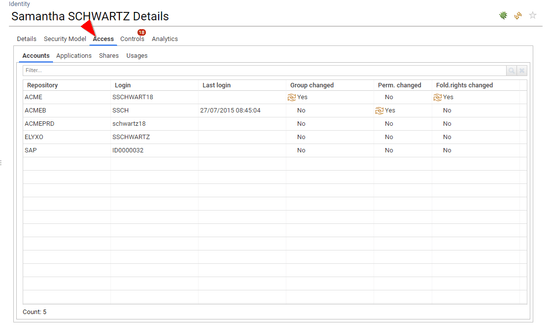 Identity
Samantha SCHWARTZ Details
Details Security Model Access Controls 10 Analytics
Accounts Applications Shares Usages
Filter...
Repository Login Last login Group changed Perm. changed Fold.rights changed
ACME SSCHWART18 Yes No Yes
ACMEB SSCH 27/07/2015 08:45:04 No Yes No
ACMEPRD schwartz18 No No No
ELYXO SSCHWARTZ No No No
SAP ID0000032 No No No
Count: 5